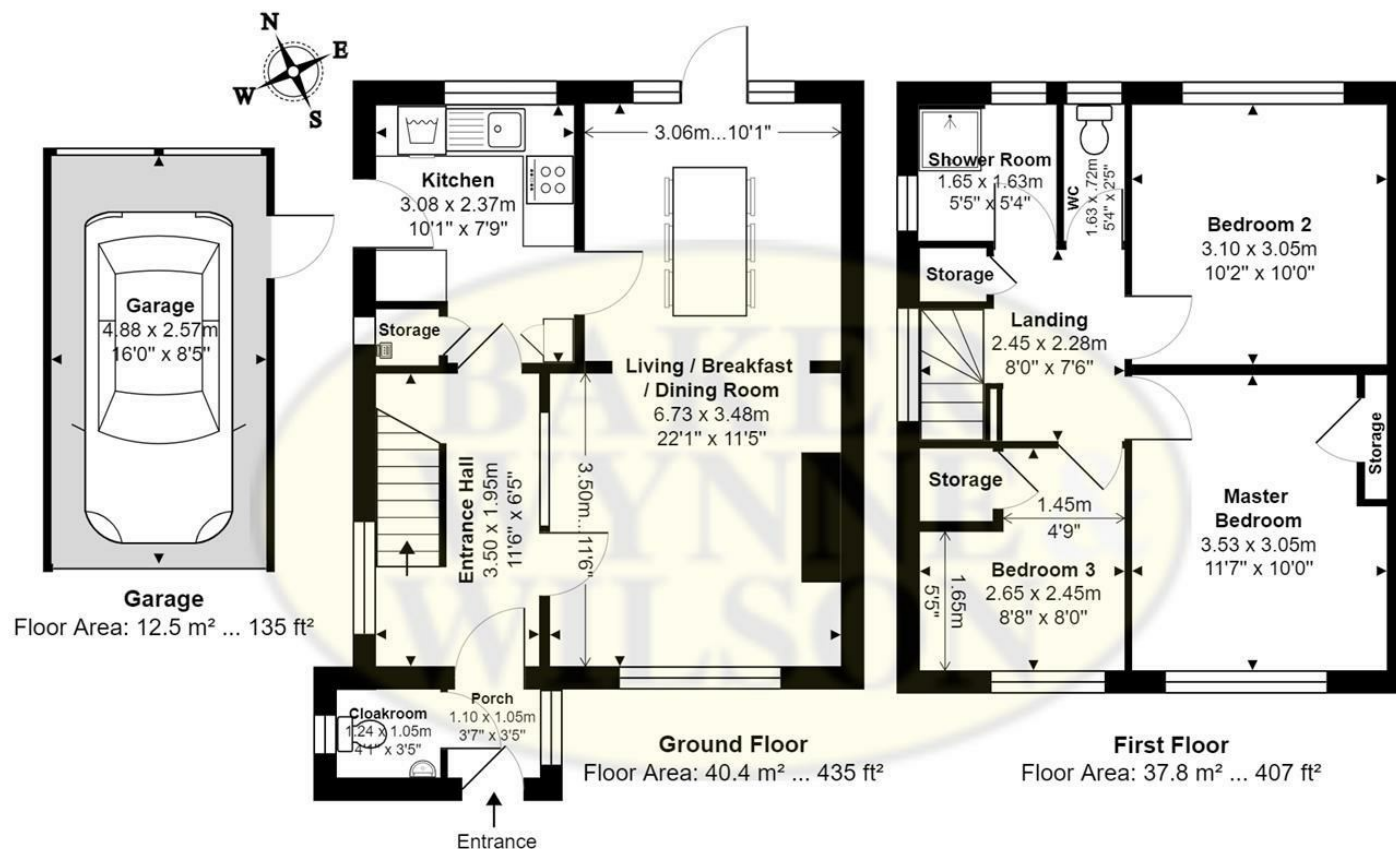 N
E
W
S
Garage
4.88 x 2.57m
16'0" x 8'5"
Garage
Floor Area: 12.5 m² ... 135 ft²
Kitchen
3.08 x 2.37m
10'1" x 7'9"
3.06m...10'1"
Storage
Living / Breakfast
/ Dining Room
6.73 x 3.48m
22'1" x 11'5"
Entrance Hall
3.50 x 1.95m
11'6" x 6'5"
3.50m...11'6"
Cloakroom
1.24 x 1.05m
4'1" x 3'5"
Porch
1.10 x 1.05m
3'7" x 3'5"
Entrance
Ground Floor
Floor Area: 40.4 m² ... 435 ft²
Shower Room
1.65 x 1.63m
5'5" x 5'4"
WC
1.63 x .72m
5'4" x 2'5"
Bedroom 2
3.10 x 3.05m
10'2" x 10'0"
Storage
Landing
2.45 x 2.28m
8'0" x 7'6"
Storage
1.45m
4'9"
Bedroom 3
2.65 x 2.45m
8'8" x 8'0"
1.65m
5'5"
Master
Bedroom
3.53 x 3.05m
11'7" x 10'0"
Storage
First Floor
Floor Area: 37.8 m² ... 407 ft²
BAKER
WYNNE &
WILSON